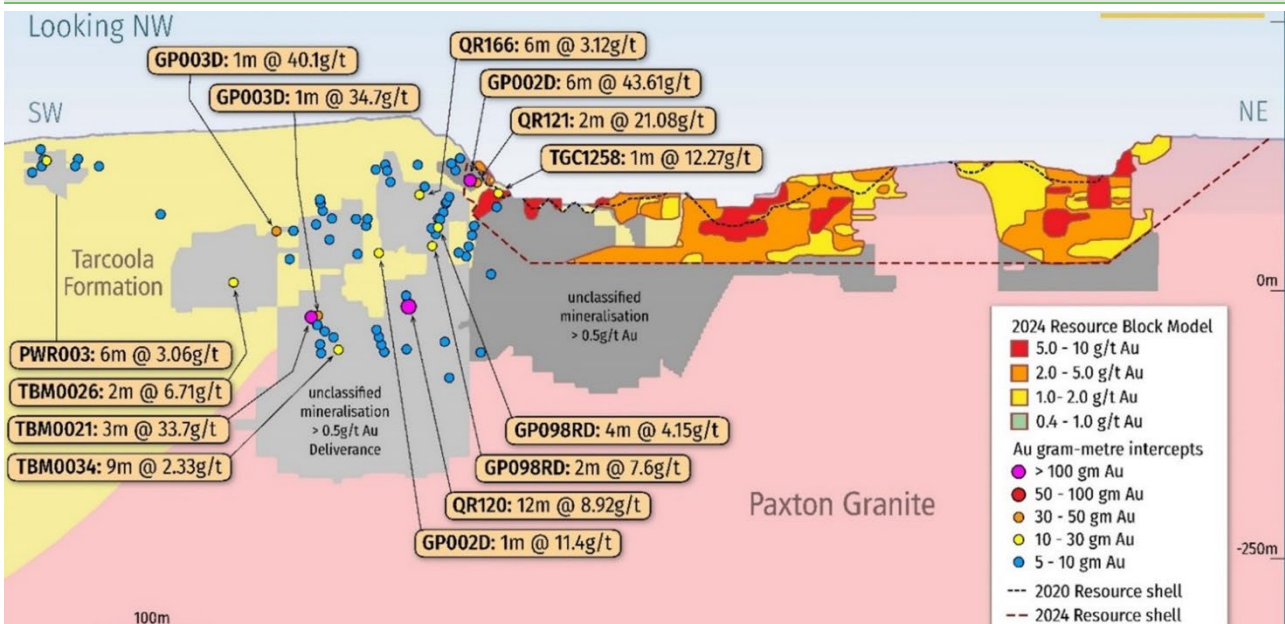 Looking NW
SW
NE
GP003D: 1m @ 40.1g/t
GP003D: 1m @ 34.7g/t
QR166: 6m @ 3.12g/t
GP002D: 6m @ 43.61g/t
QR121: 2m @ 21.08g/t
TGC1258: 1m @ 12.27g/t
Tarcoola
Formation
PWR003: 6m @ 3.06g/t
TBM0026: 2m @ 6.71g/t
TBM0021: 3m @ 33.7g/t
TBM0034: 9m @ 2.33g/t
unclassified
mineralisation
> 0.5g/t Au
Deliverance
unclassified
mineralisation
> 0.5g/t Au
GP098RD: 4m @ 4.15g/t
GP098RD: 2m @ 7.6g/t
QR120: 12m @ 8.92g/t
GP002D: 1m @ 11.4g/t
Paxton Granite
0m
-250m
100m
2024 Resource Block Model
5.0 - 10 g/t Au
2.0 - 5.0 g/t Au
1.0- 2.0 g/t Au
0.4 - 1.0 g/t Au
Au gram-metre intercepts
> 100 gm Au
50 - 100 gm Au
30 - 50 gm Au
10 - 30 gm Au
5 - 10 gm Au
2020 Resource shell
2024 Resource shell